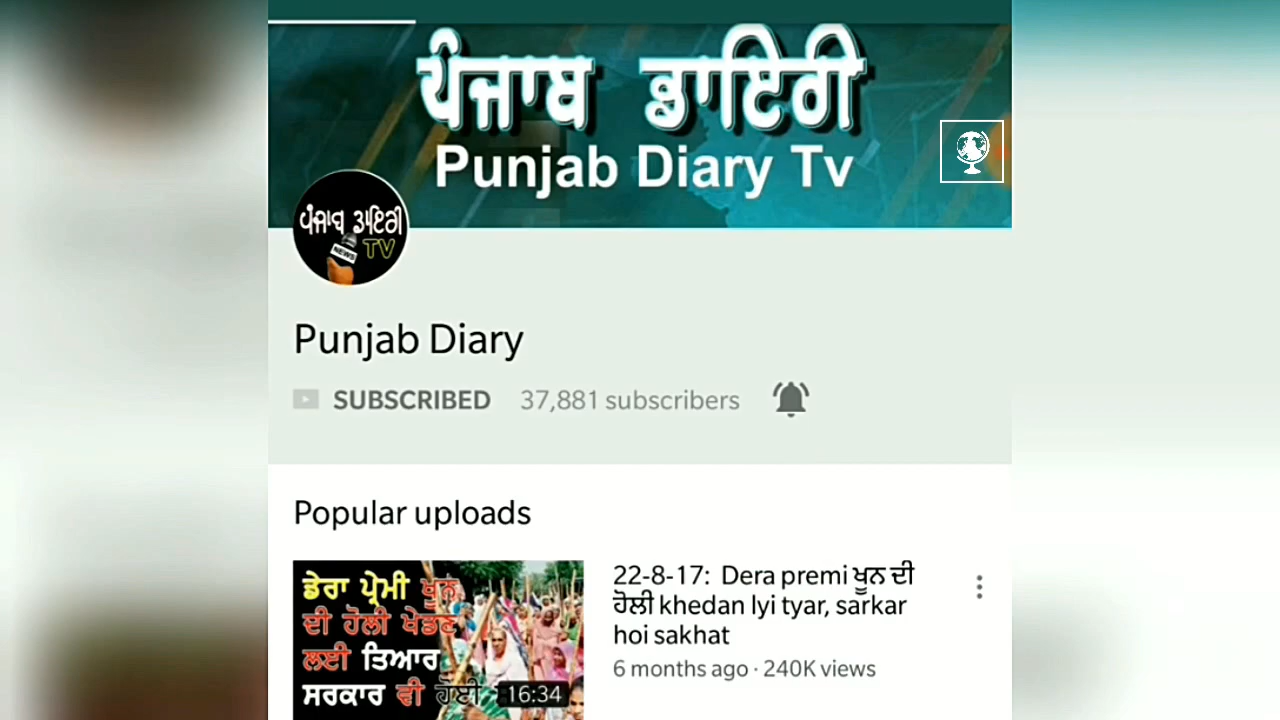 ਪੰਜਾਬ ਡਾਇਰੀ
Punjab Diary Tv
ਪੰਜਾਬ ਡਾਇਰੀ
NEWS TV
Punjab Diary
SUBSCRIBED 37,881 subscribers
Popular uploads
ਡੇਰਾ ਪ੍ਰੇਮੀ ਖੂਨ
ਦੀ ਹੋਲੀ ਖੇਡਣ
ਲਈ ਤਿਆਰ
ਸਰਕਾਰ ਵੀ ਹੋਈ
16:34
22-8-17: Dera premi ਖੂਨ ਦੀ
ਹੋਲੀ khedan lyi tyar, sarkar
hoi sakhat
6 months ago · 240K views